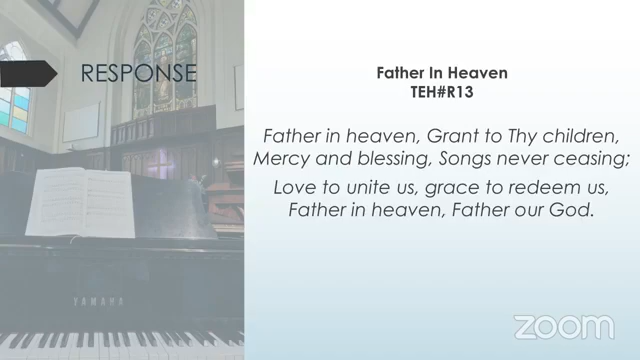 RESPONSE
Father In Heaven
TEH#R13
Father in heaven, Grant to Thy children,
Mercy and blessing, Songs never ceasing;
Love to unite us, grace to redeem us,
Father in heaven, Father our God.
YAMAHA
zoom